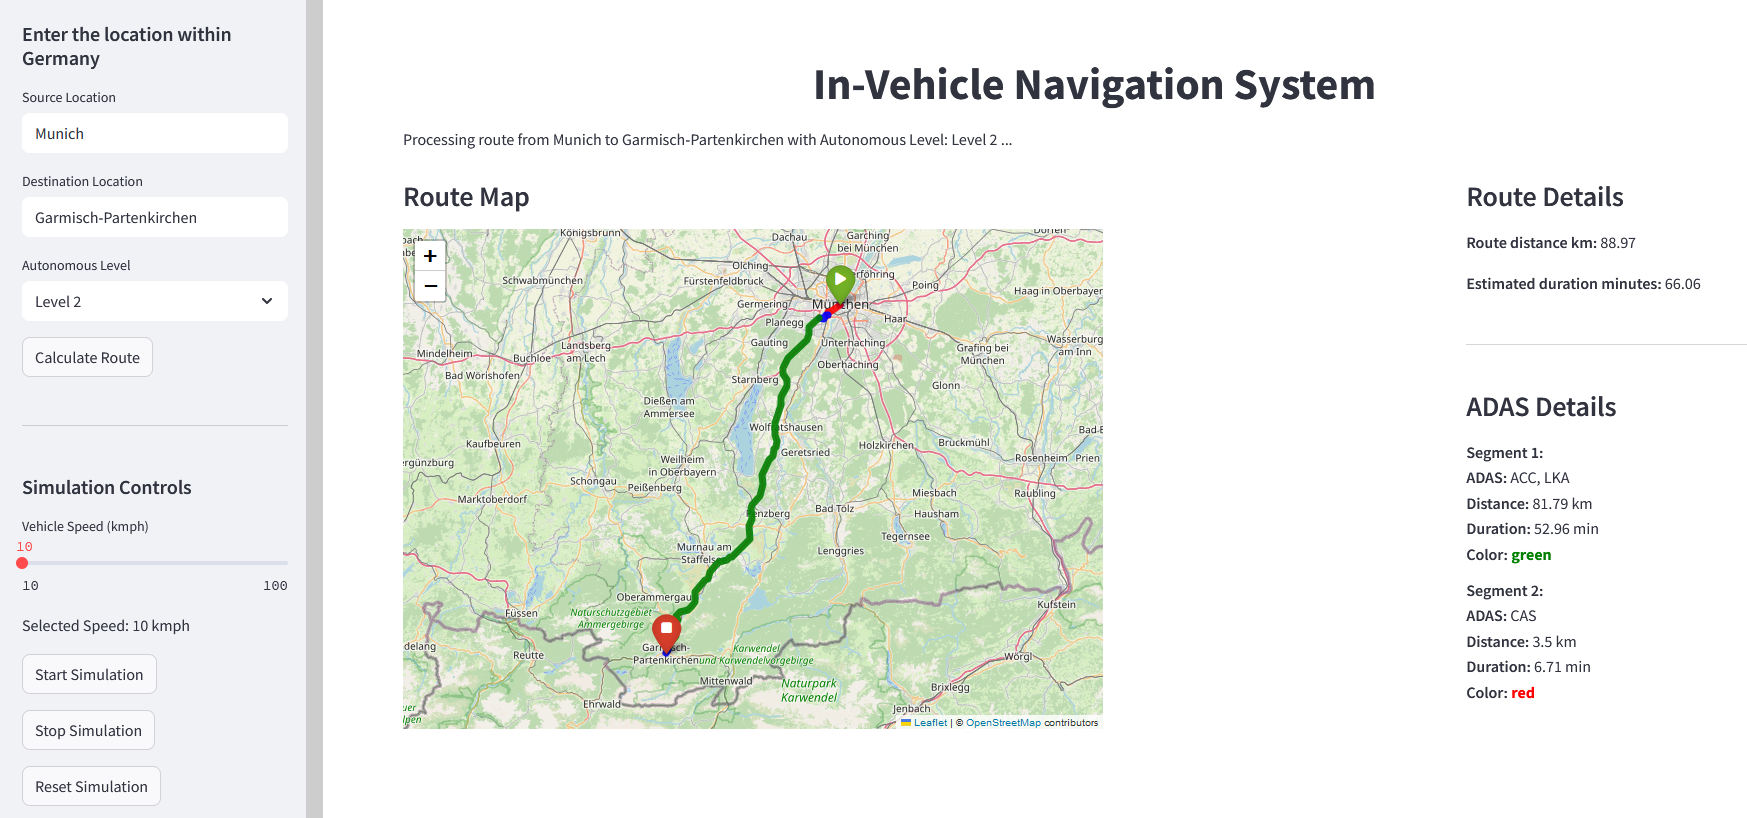 Enter the location within
Germany
Source Location
Munich
Destination Location
Garmisch-Partenkirchen
Autonomous Level
Level 2
Calculate Route
Simulation Controls
Vehicle Speed (kmph)
10
10 100
Selected Speed: 10 kmph
Start Simulation
Stop Simulation
Reset Simulation
In-Vehicle Navigation System
Processing route from Munich to Garmisch-Partenkirchen with Autonomous Level: Level 2 ...
Route Map
+
−
Königsbrunn
Dachau
Garching
bei München
Olching
Schwabmünchen
Fürstenfeldbruck
Poing
Haag in Oberbayer
Germering
München
Planegg
Haar
Gauting
Unterhaching
Wasserburg
am Inn
Landsberg
am Lech
Buchloe
Mindelheim
Grafing bei
München
Oberhaching
Bad Wörishofen
Starnberg
Glonn
Dießen am
Ammersee
Kaufbeuren
Holzkirchen
Bruckmühl
Geretsried
Weilheim
in Oberbayern
Rosenheim
Prien
Schongau
Peißenberg
Marktoberdorf
Miesbach
Raubling
Bad Tölz
Hausham
Tegernsee
Murnau am
Lenggries
Oberammergau
Füssen
Naturschutzgebiet
Ammergebirge
Kufstein
Partenkirchen
Karwendel
und Karwendelvorgebirge
Reutte
Wörgl
Mittenwald
Naturpark
Karwendel
Brixlegg
Ehrwald
Jenbach
Leaflet | © OpenStreetMap contributors
Route Details
Route distance km: 88.97
Estimated duration minutes: 66.06
ADAS Details
Segment 1:
ADAS: ACC, LKA
Distance: 81.79 km
Duration: 52.96 min
Color: green
Segment 2:
ADAS: CAS
Distance: 3.5 km
Duration: 6.71 min
Color: red